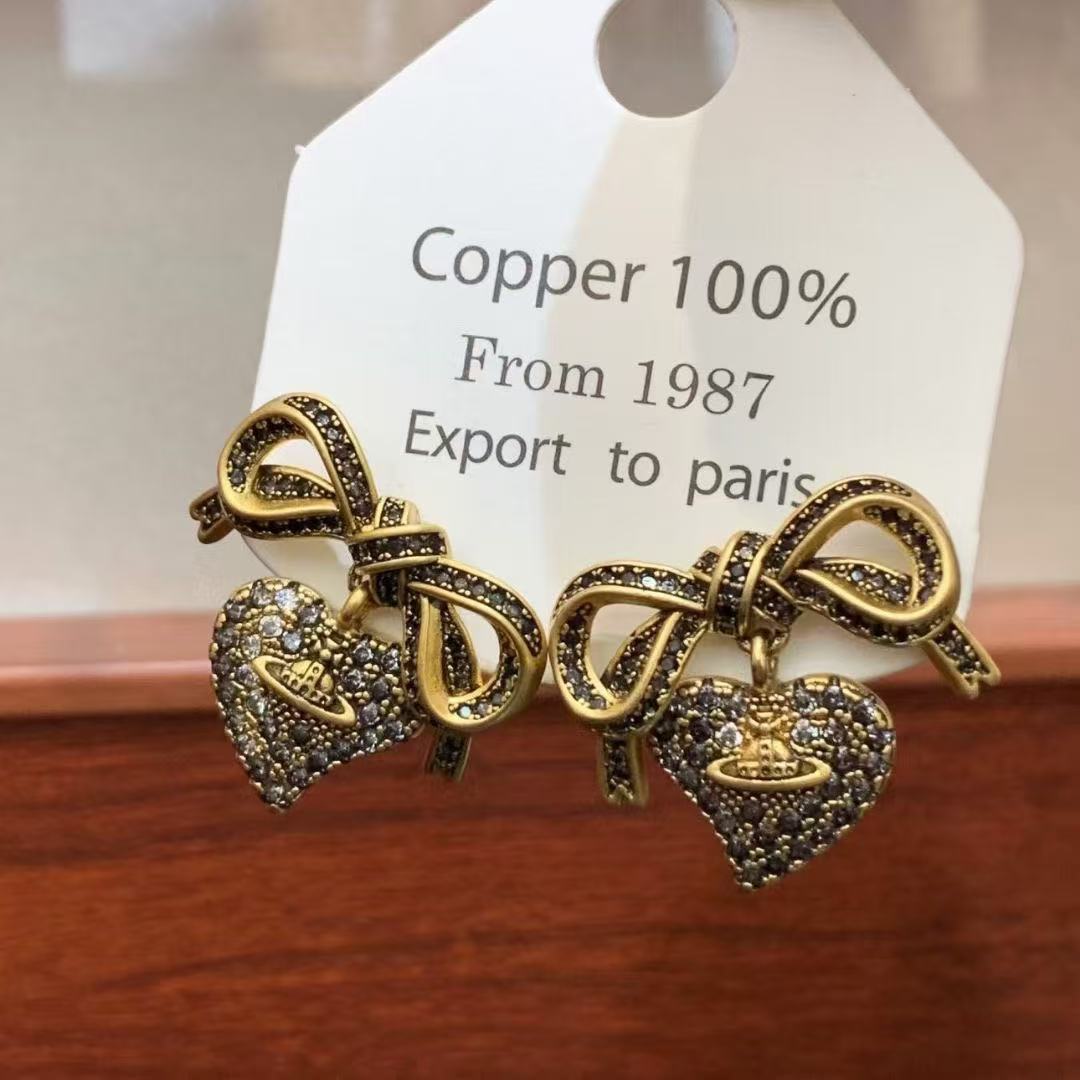 Copper 100%
From 1987
Export to paris